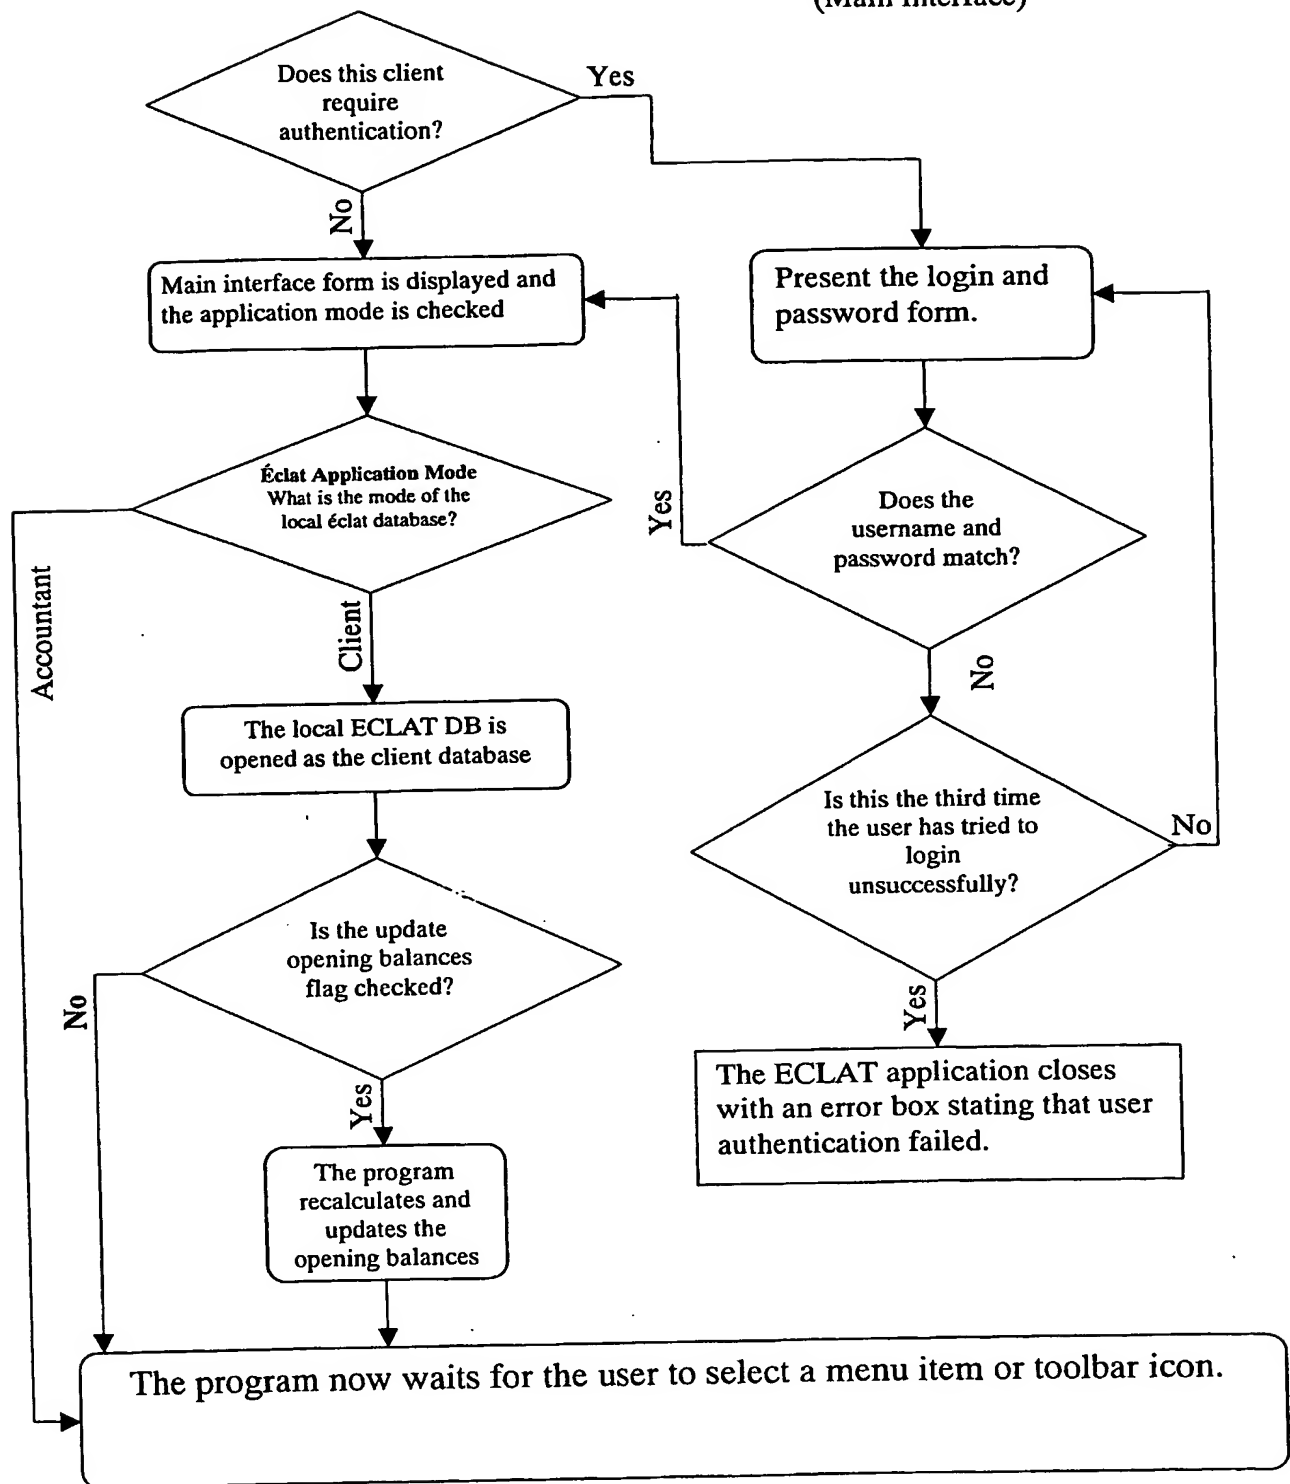 (Main Interface)
Does this client
require
authentication?
Yes
No
Main interface form is displayed and
the application mode is checked
Present the login and
password form.
Éclat Application Mode
What is the mode of the
local éclat database?
Yes
Does the
username and
password match?
Accountant
Client
No
The local ECLAT DB is
opened as the client database
Is this the third time
the user has tried to
login
unsuccessfully?
No
Is the update
opening balances
flag checked?
No
Yes
Yes
The ECLAT application closes
with an error box stating that user
authentication failed.
The program
recalculates and
updates the
opening balances
The program now waits for the user to select a menu item or toolbar icon.